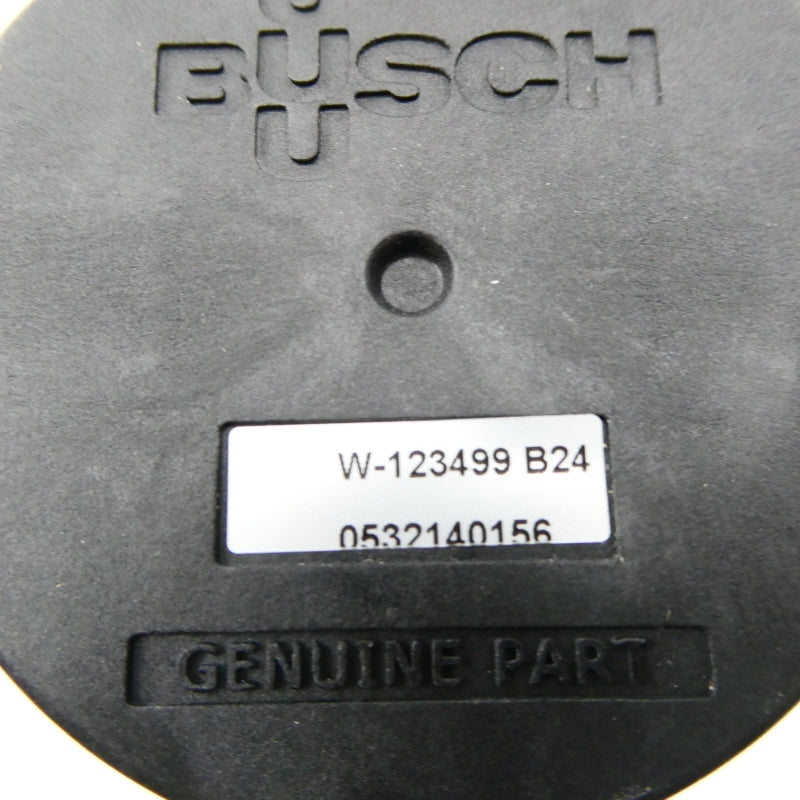 BUSCH
W-123499 B24
0532140156
GENUINE PART